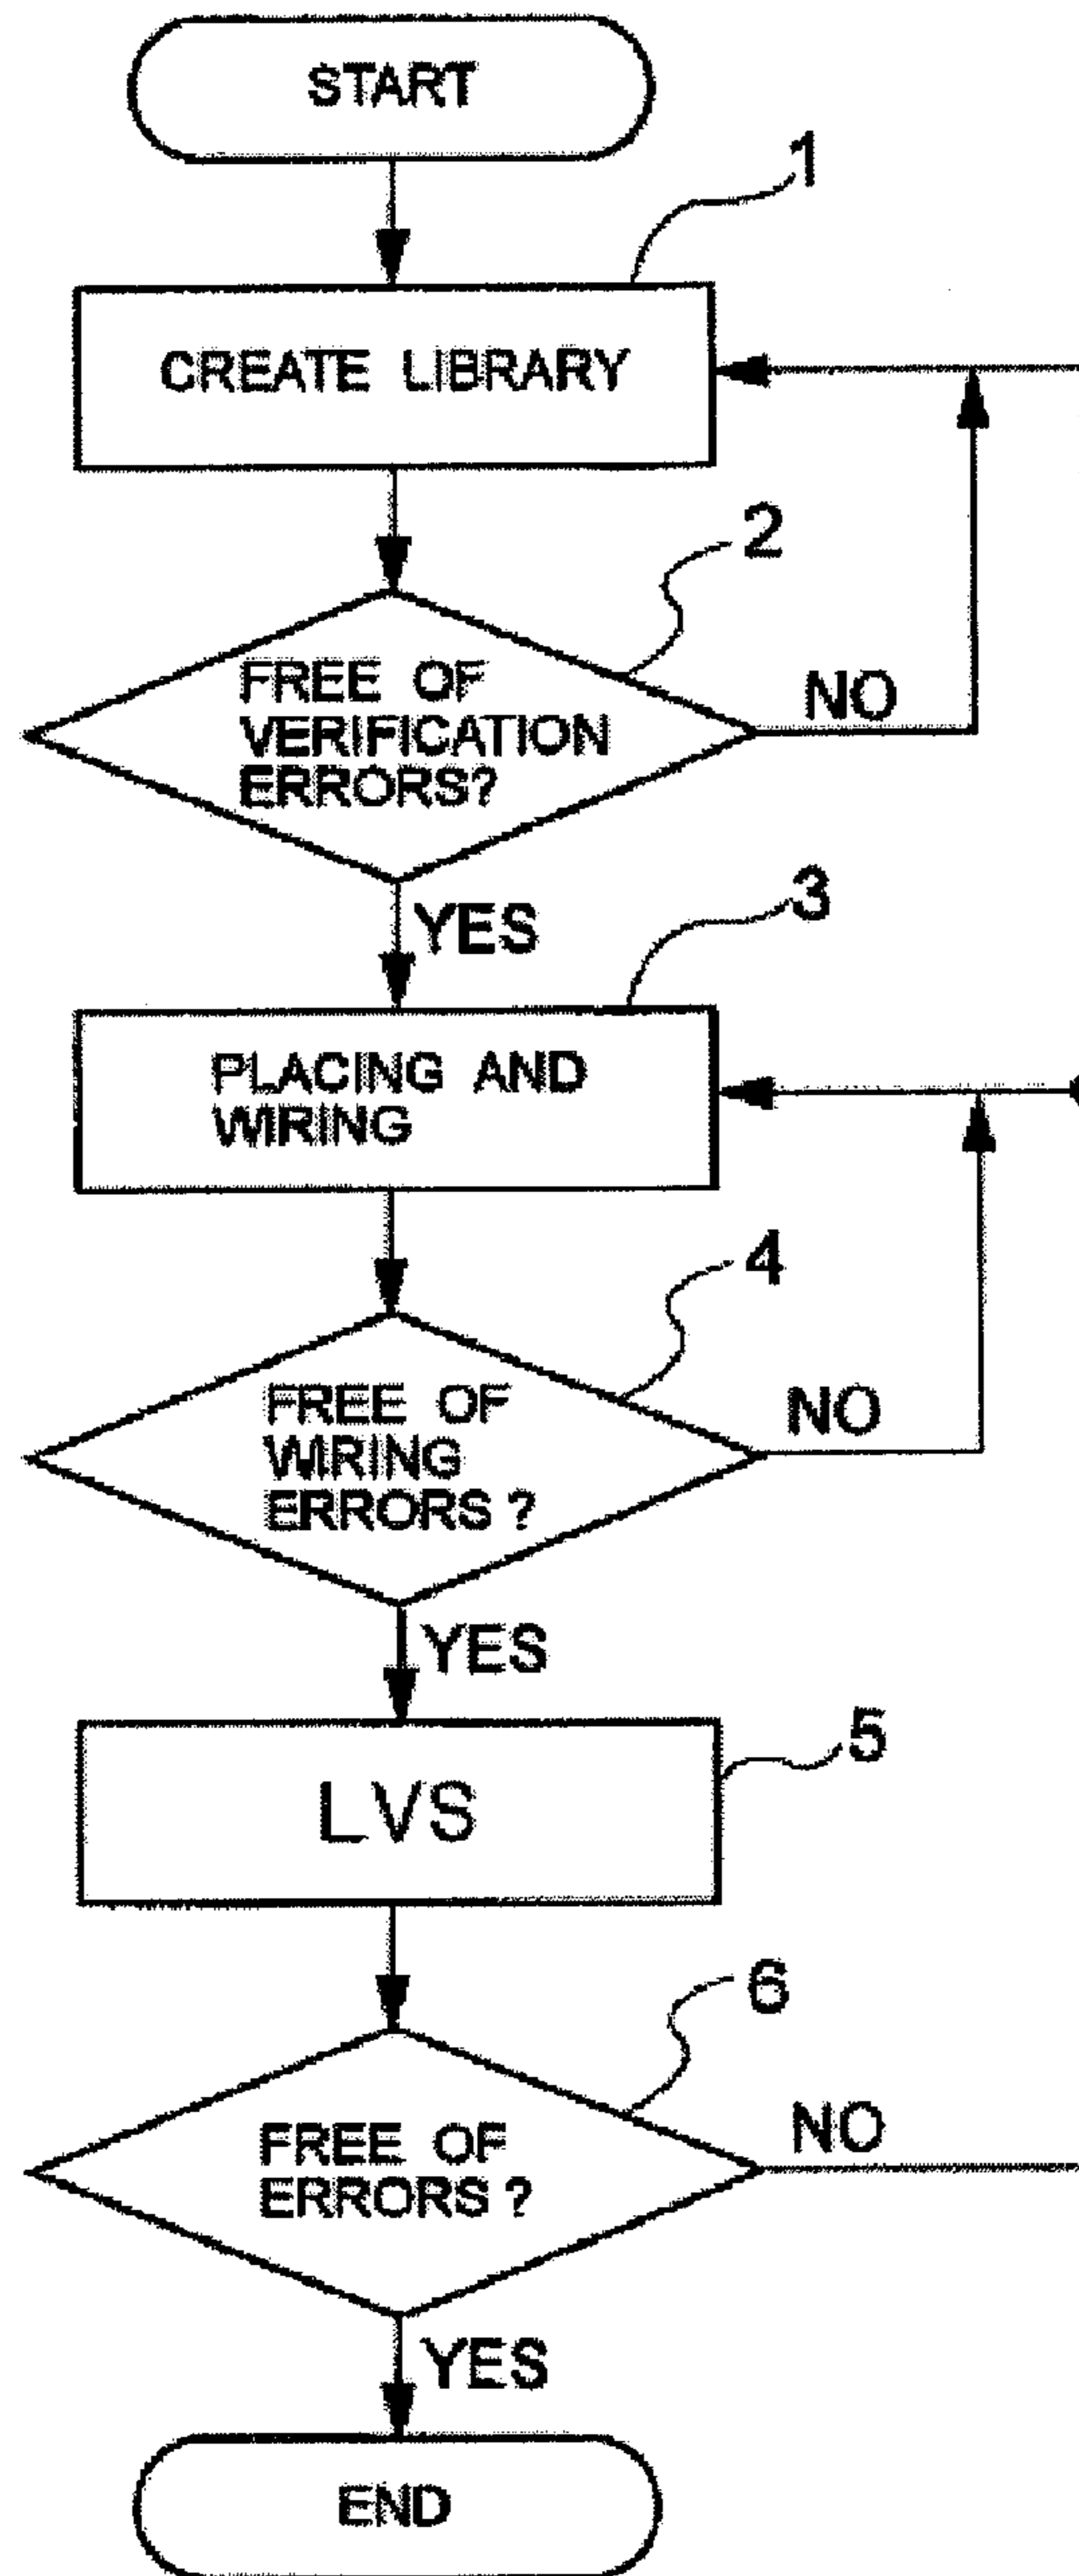 START
1
CREATE LIBRARY
2
FREE OF
VERIFICATION
ERRORS?
NO
YES
3
PLACING AND
WIRING
4
FREE OF
WIRING
ERRORS ?
NO
YES
5
LVS
6
FREE OF
ERRORS ?
NO
YES
END